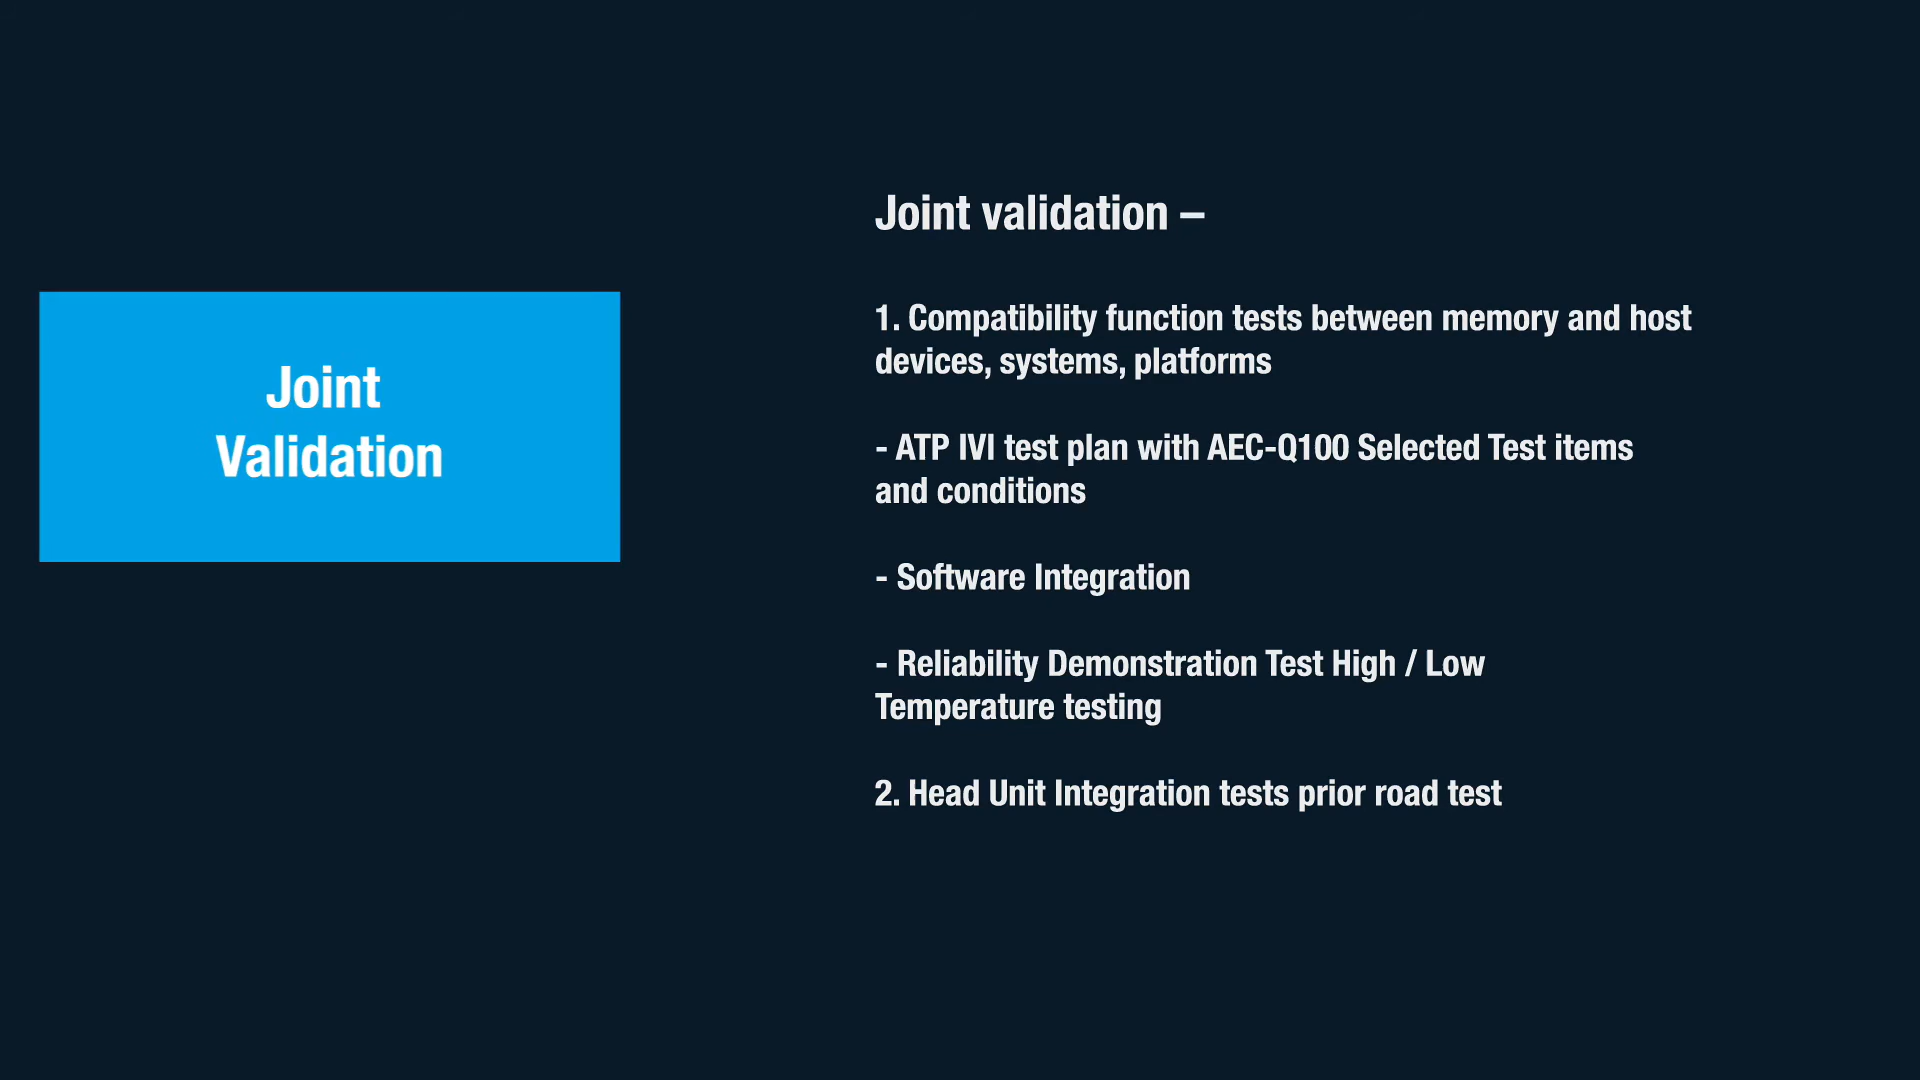 Joint
Validation
Joint validation –
1. Compatibility function tests between memory and host
devices, systems, platforms
- ATP IVI test plan with AEC-Q100 Selected Test items
and conditions
- Software Integration
- Reliability Demonstration Test High / Low
Temperature testing
2. Head Unit Integration tests prior road test